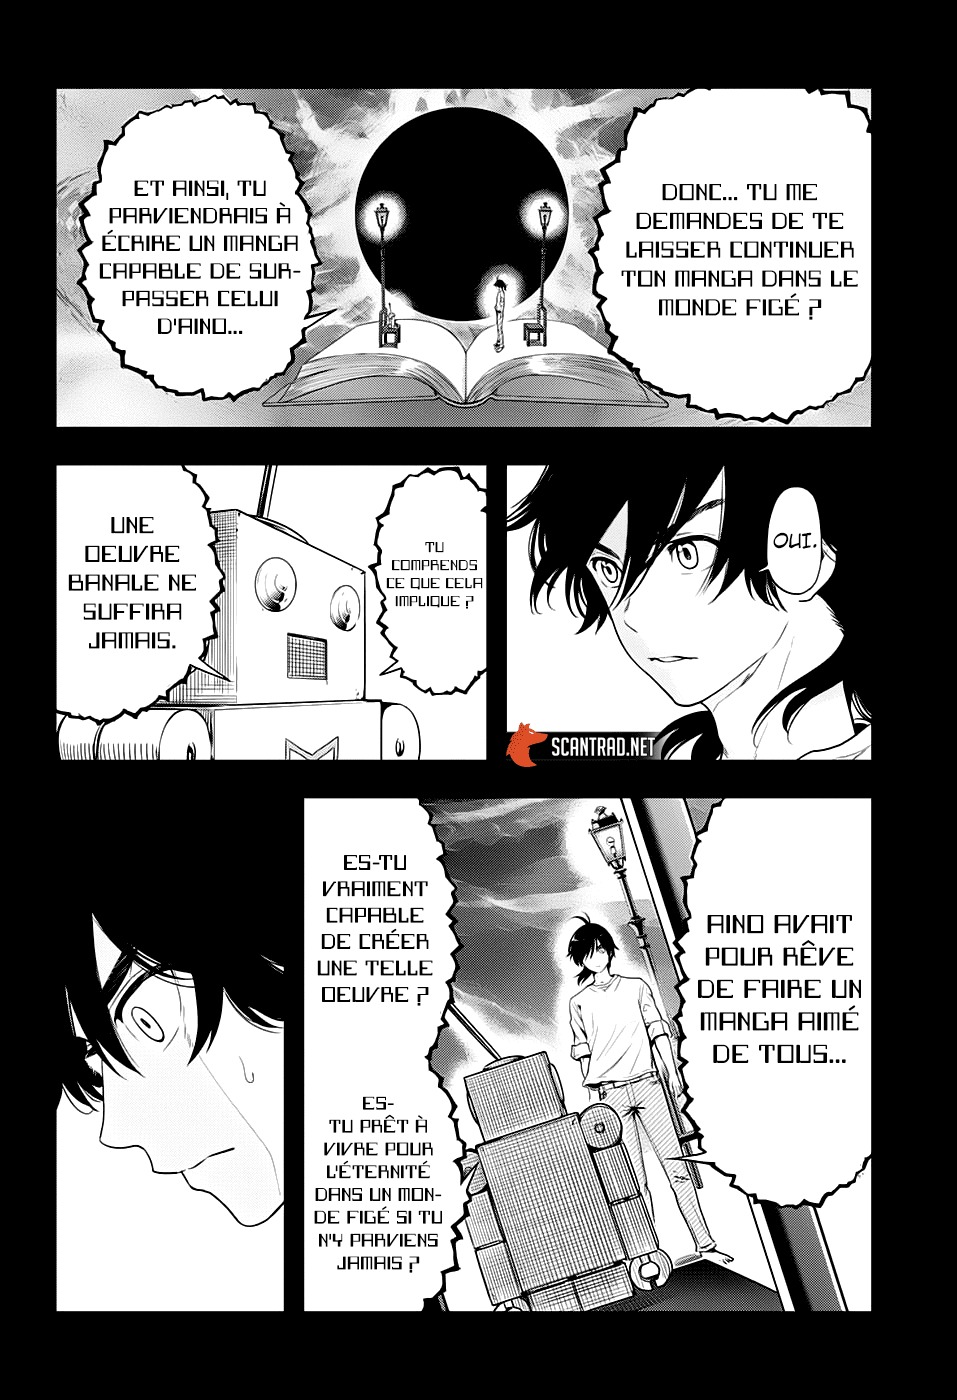 DONC... TU ME
DEMANDES DE TE
LAISSER CONTINUER
TON MANGA DANS LE
MONDE FIGÉ ?
ET AINSI, TU
PARVIENDRAIS À
ÉCRIRE UN MANGA
CAPABLE DE SUR-
PASSER CELUI
D'AINO...
OUI.
TU
COMPRENDS
CE QUE CELA
IMPLIQUE ?
UNE
OEUVRE
BANALE NE
SUFFIRA
JAMAIS.
SCANTRAD.NET
AINO AVAIT
POUR RÊVE
DE FAIRE UN
MANGA AIMÉ
DE TOUS...
ES-TU
VRAIMENT
CAPABLE
DE CRÉER
UNE TELLE
OEUVRE ?
ES-
TU PRÊT À
VIVRE POUR
L'ÉTERNITÉ
DANS UN MON-
DE FIGÉ SI TU
N'Y PARVIENS
JAMAIS ?